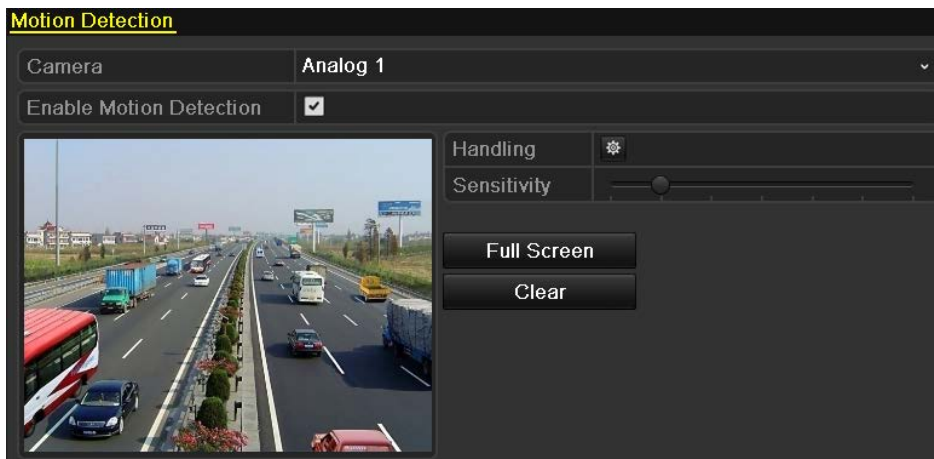 Motion Detection
Camera Analog 1
Enable Motion Detection
Handling
Sensitivity
Full Screen
Clear